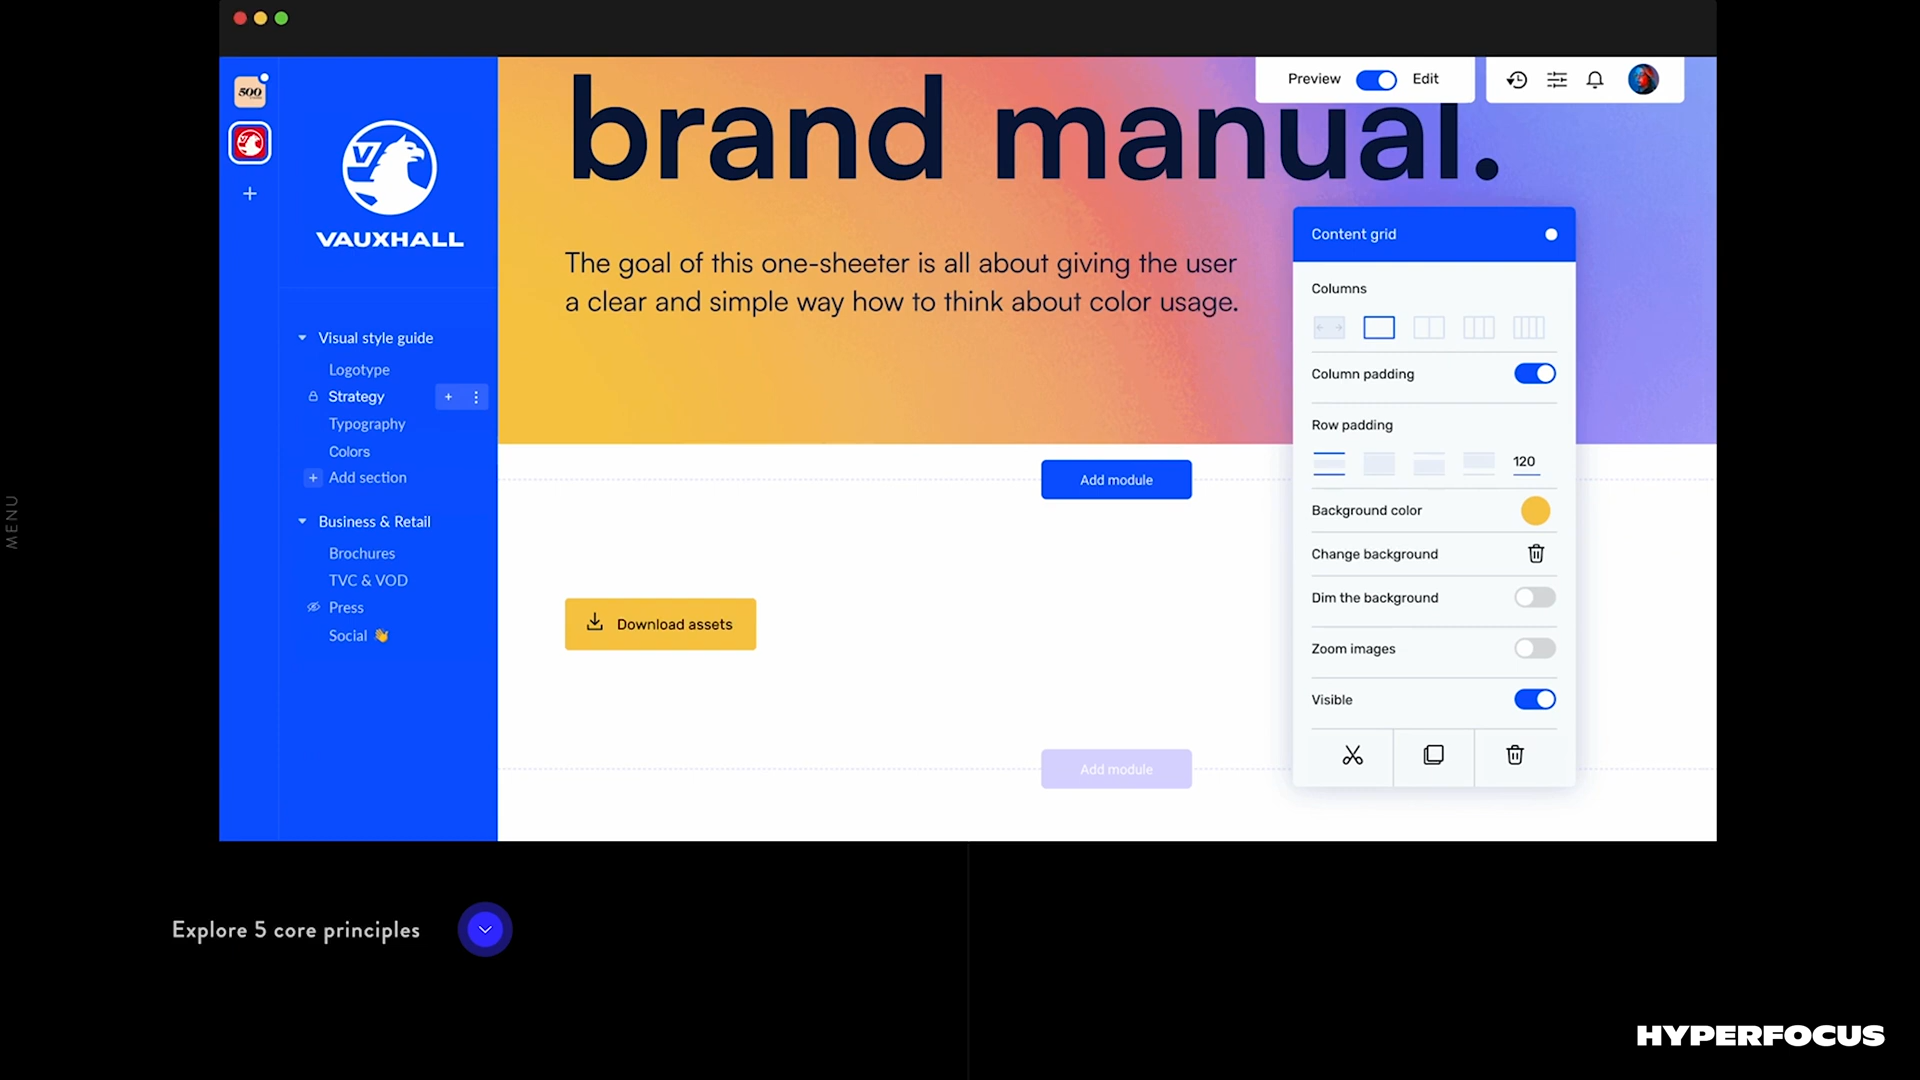 brand manual.
Preview
Edit
500
V
VAUXHALL
The goal of this one-sheeter is all about giving the user
a clear and simple way how to think about color usage.
Visual style guide
Logotype
Strategy
Typography
Colors
Add section
Business & Retail
Brochures
TVC & VOD
Press
Social 👋
Add module
Download assets
Add module
Content grid
Columns
Column padding
Row padding
120
Background color
Change background
Dim the background
Zoom images
Visible
MENU
Explore 5 core principles
HYPERFOCUS